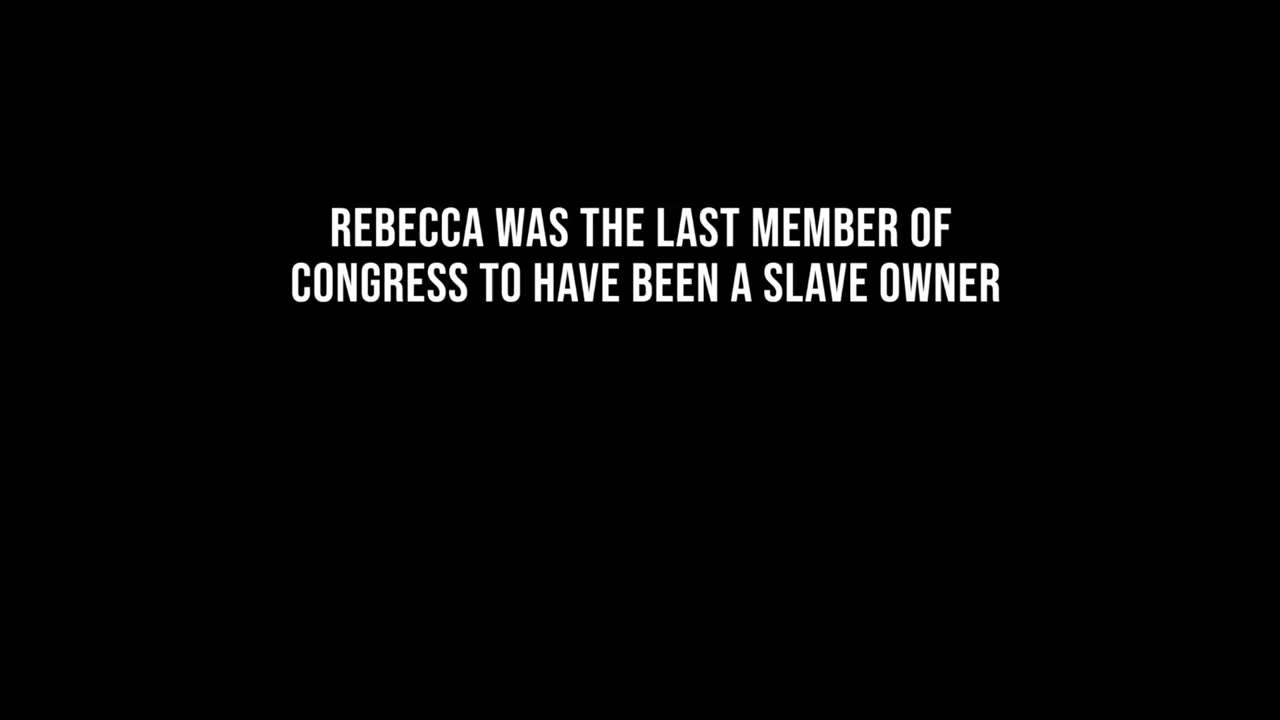 REBECCA WAS THE LAST MEMBER OF
CONGRESS TO HAVE BEEN A SLAVE OWNER